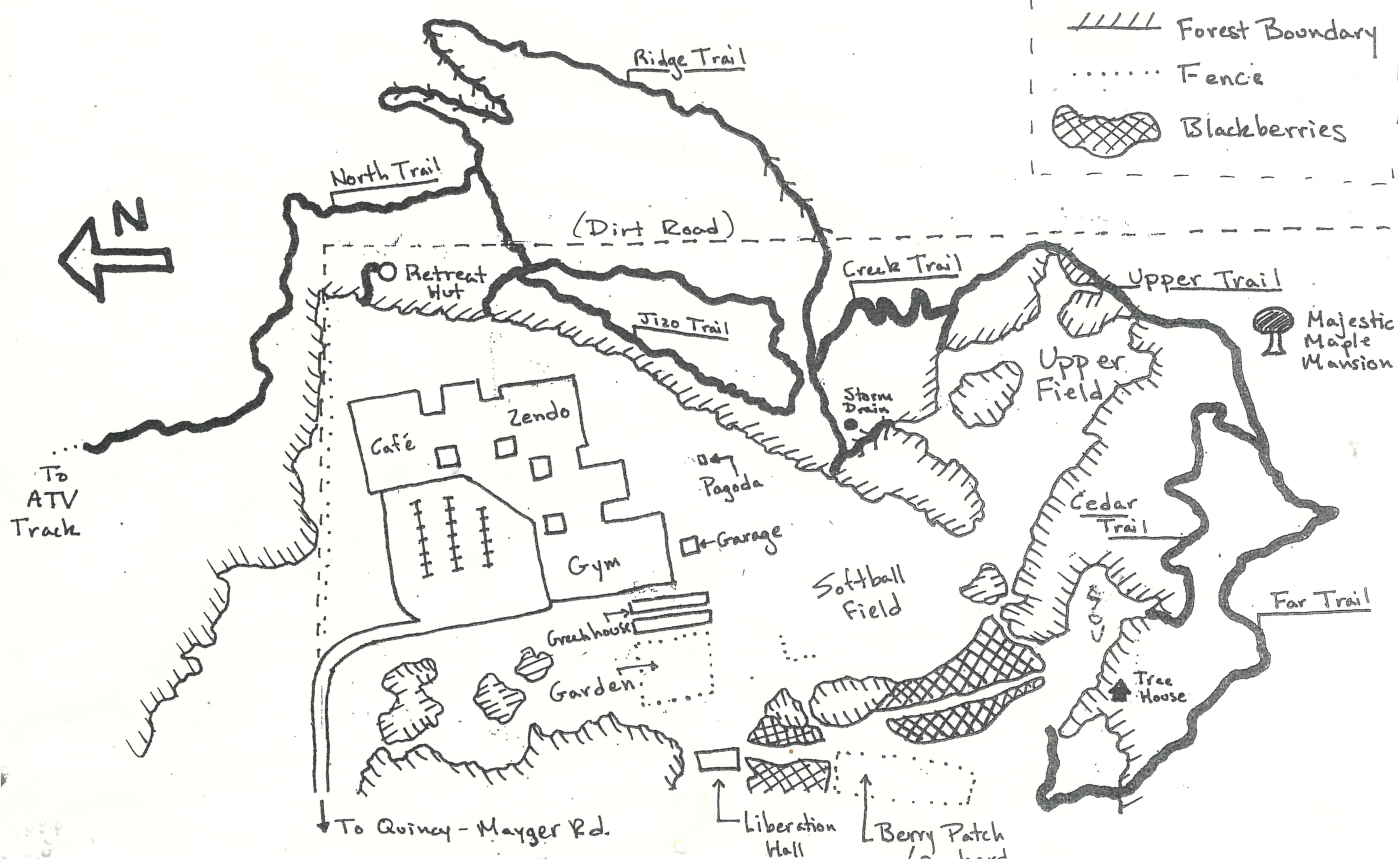 Forest Boundary
Fence
Blackberries
Ridge Trail
North Trail
N
(Dirt Road)
Retreat
Hut
Creek Trail
Upper Trail
Jizo Trail
Majestic
Maple
Mansion
Upper
Field
Storm
Drain
Zendo
Café
To
ATV
Track
Pagoda
Cedar
Trail
Garage
Gym
Softball
Field
Far Trail
Greenhouse
Garden
Tree
House
To Quincy - Mayger Rd.
Liberation
Hall
Berry Patch